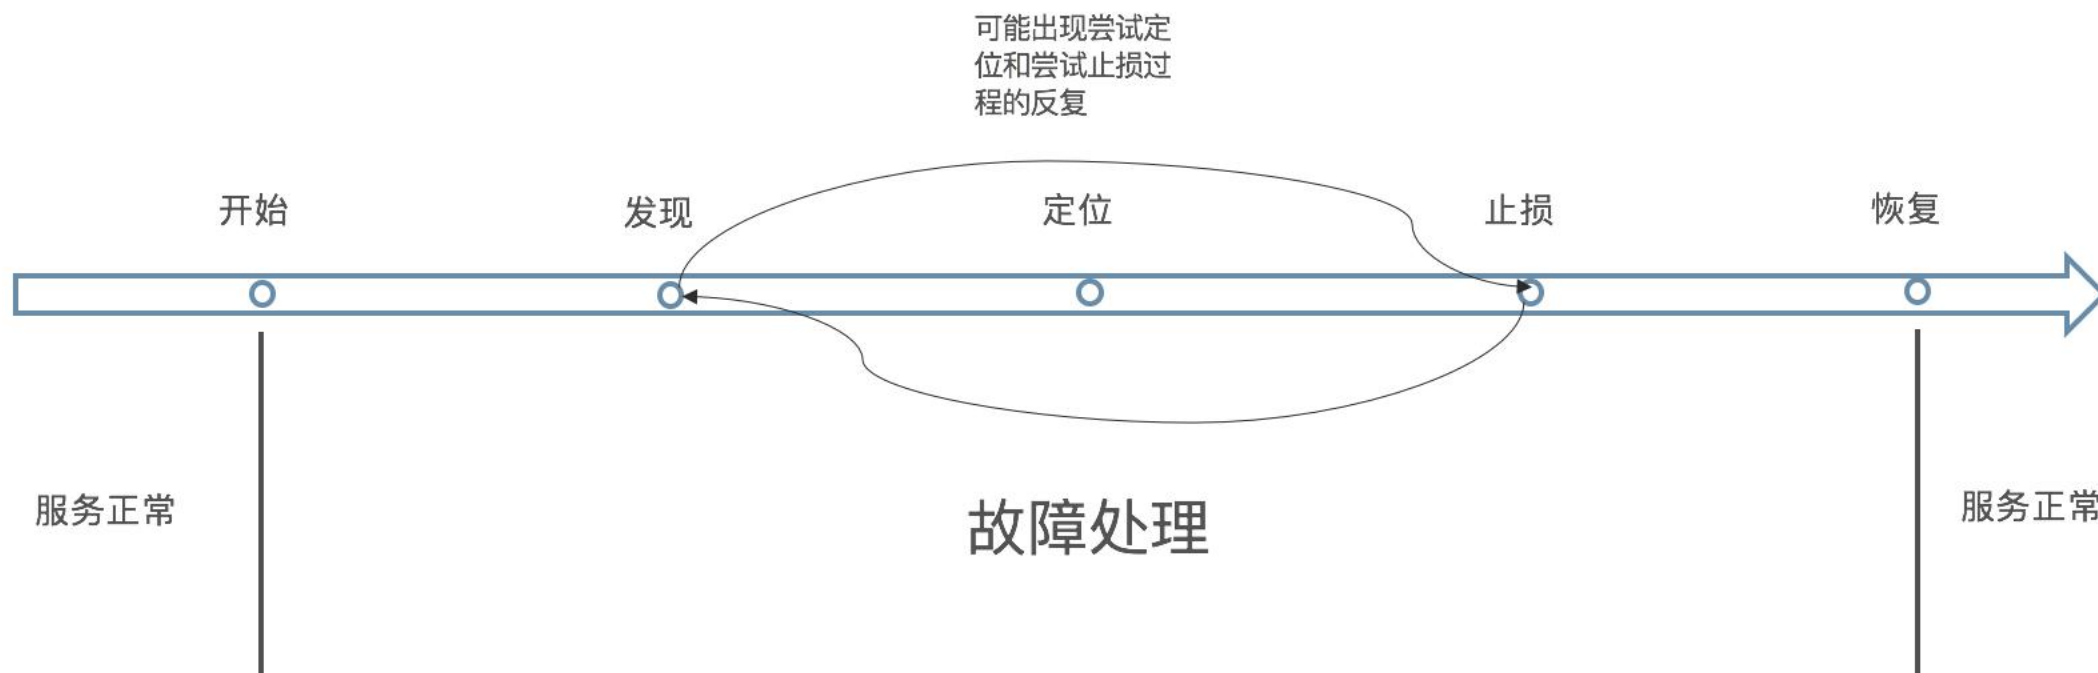 可能出现尝试定
位和尝试止损过
程的反复
开始
发现
定位
止损
恢复
服务正常
故障处理
服务正常